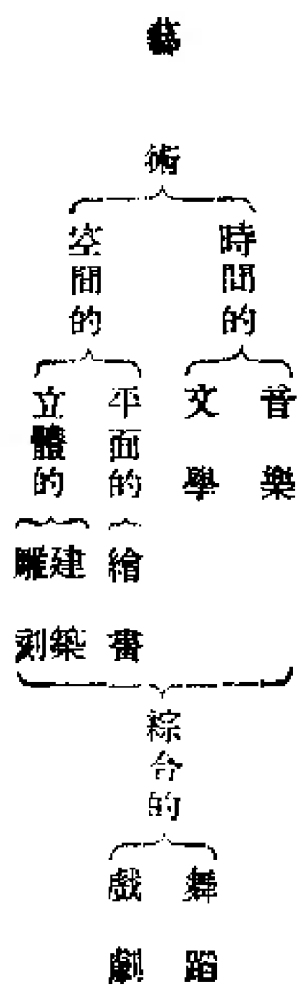 藝術
時間的
空間的
音樂
文學
平面的
立體的
繪畫
建築
雕刻
綜合的
舞蹈
戲劇